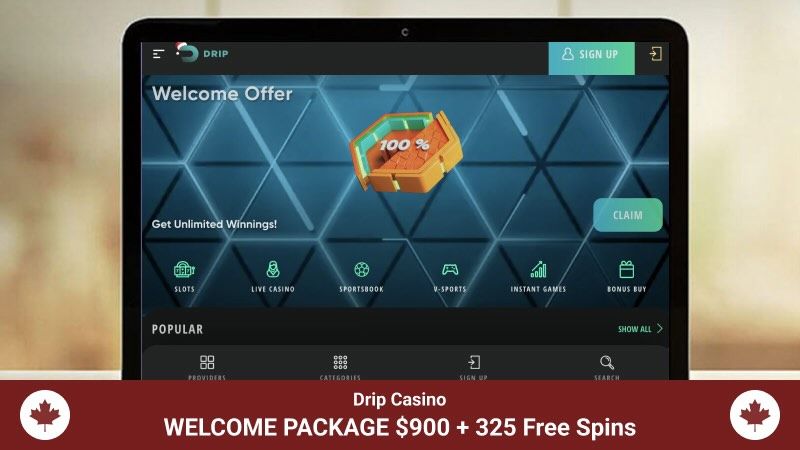 DRIP
SIGN UP
Welcome Offer
100 %
Get Unlimited Winnings!
CLAIM
SLOTS
LIVE CASINO
SPORTSBOOK
V-SPORTS
INSTANT GAMES
BONUS BUY
POPULAR
SHOW ALL
PROVIDERS
CATEGORIES
SIGN UP
SEARCH
Drip Casino
WELCOME PACKAGE $900 + 325 Free Spins